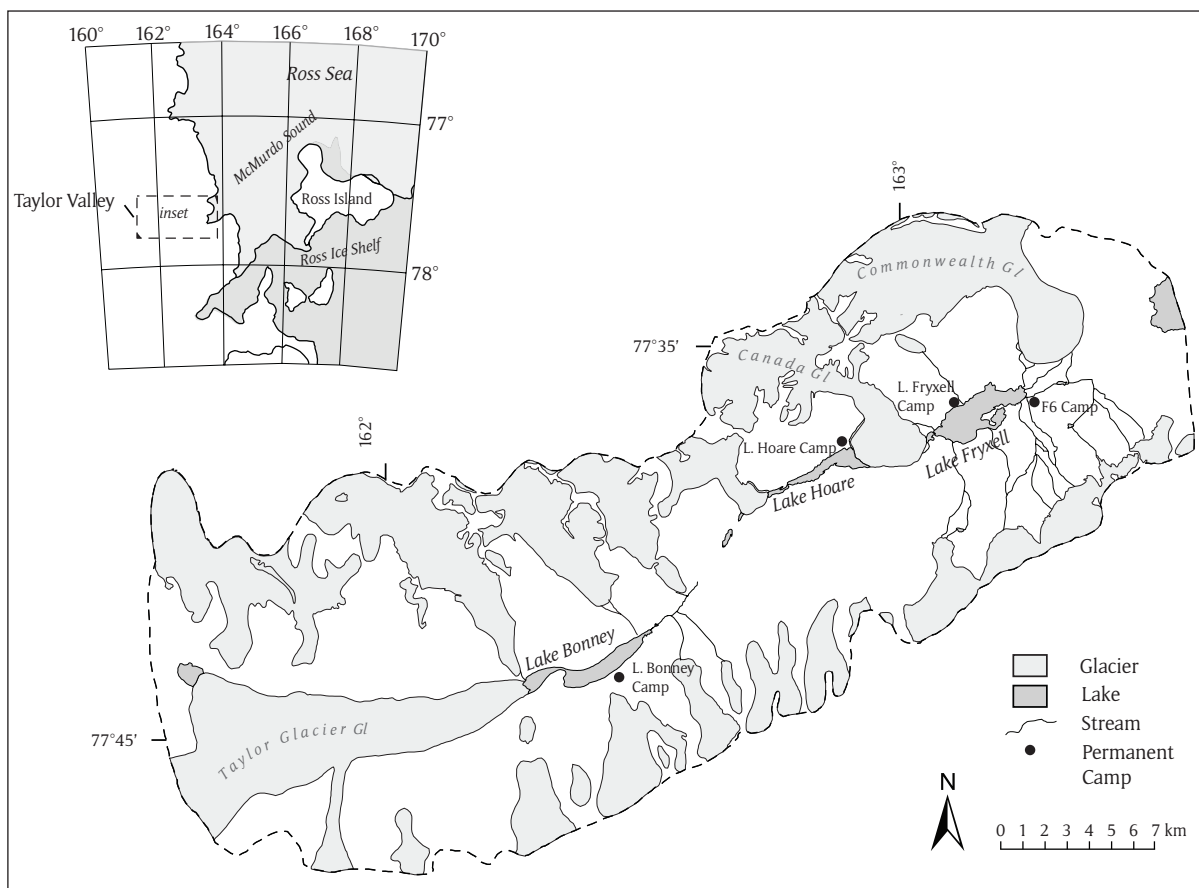 160°
162°
164°
166°
168°
170°
Ross Sea
77°
McMurdo Sound
Taylor Valley
inset
Ross Island
Ross Ice Shelf
78°
163°
Commonwealth Gl
77°35'
Canada Gl
L. Fryxell
Camp
F6 Camp
L. Hoare Camp
Lake Fryxell
162°
Lake Hoare
Lake Bonney
L. Bonney
Camp
Taylor Glacier Gl
77°45'
Glacier
Lake
Stream
Permanent
Camp
N
0 1 2 3 4 5 6 7 km